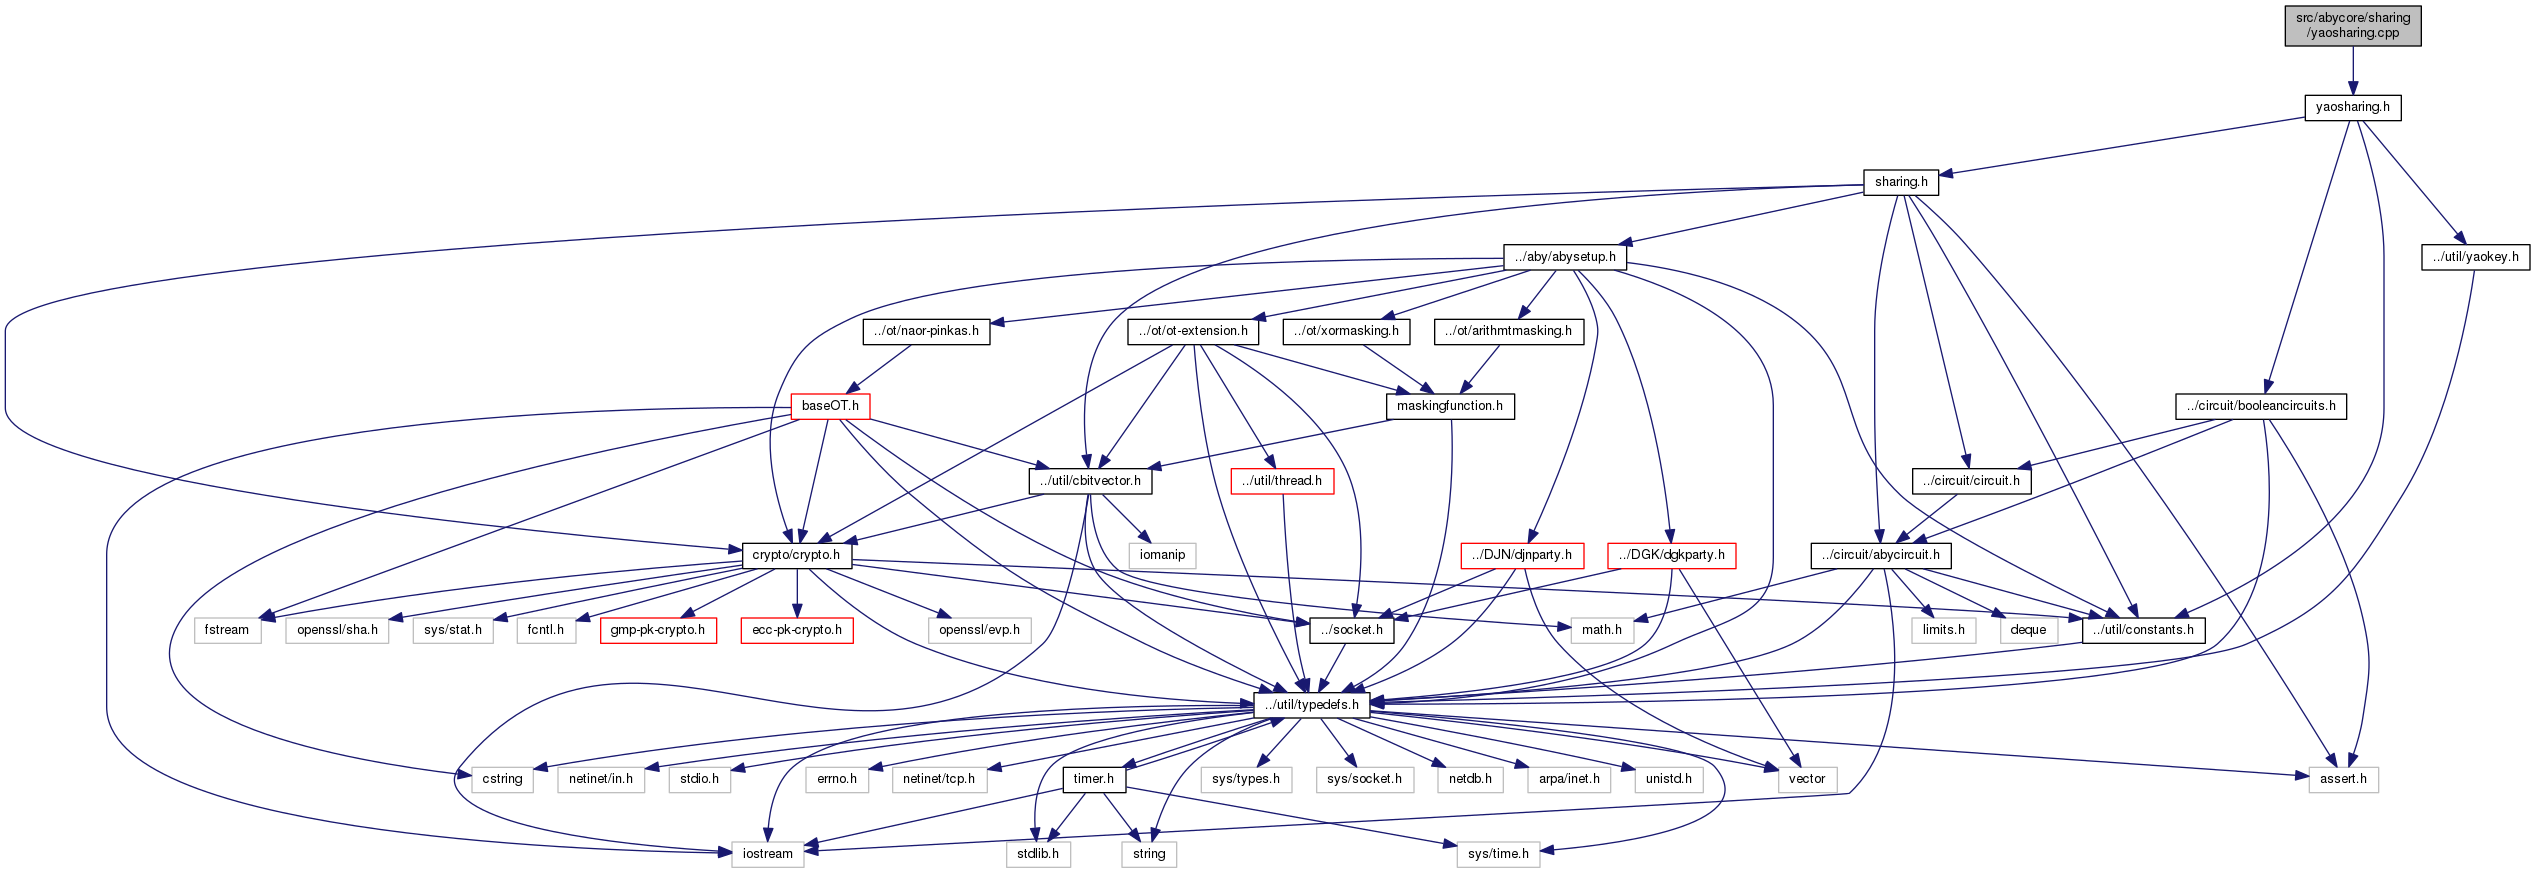 src/abycore/sharing
/yaosharing.cpp
yaosharing.h
sharing.h
../aby/abysetup.h
../util/yaokey.h
../ot/naor-pinkas.h
../ot/ot-extension.h
../ot/xormasking.h
../ot/arithmtmasking.h
baseOT.h
maskingfunction.h
../circuit/booleancircuits.h
../util/cbitvector.h
../util/thread.h
../circuit/circuit.h
crypto/crypto.h
iomanip
../DJN/djnparty.h
../DGK/dgkparty.h
../circuit/abycircuit.h
fstream
openssl/sha.h
sys/stat.h
fcntl.h
gmp-pk-crypto.h
ecc-pk-crypto.h
openssl/evp.h
../socket.h
math.h
limits.h
deque
../util/constants.h
../util/typedefs.h
cstring
netinet/in.h
stdio.h
errno.h
netinet/tcp.h
timer.h
sys/types.h
sys/socket.h
netdb.h
arpa/inet.h
unistd.h
vector
assert.h
iostream
stdlib.h
string
sys/time.h